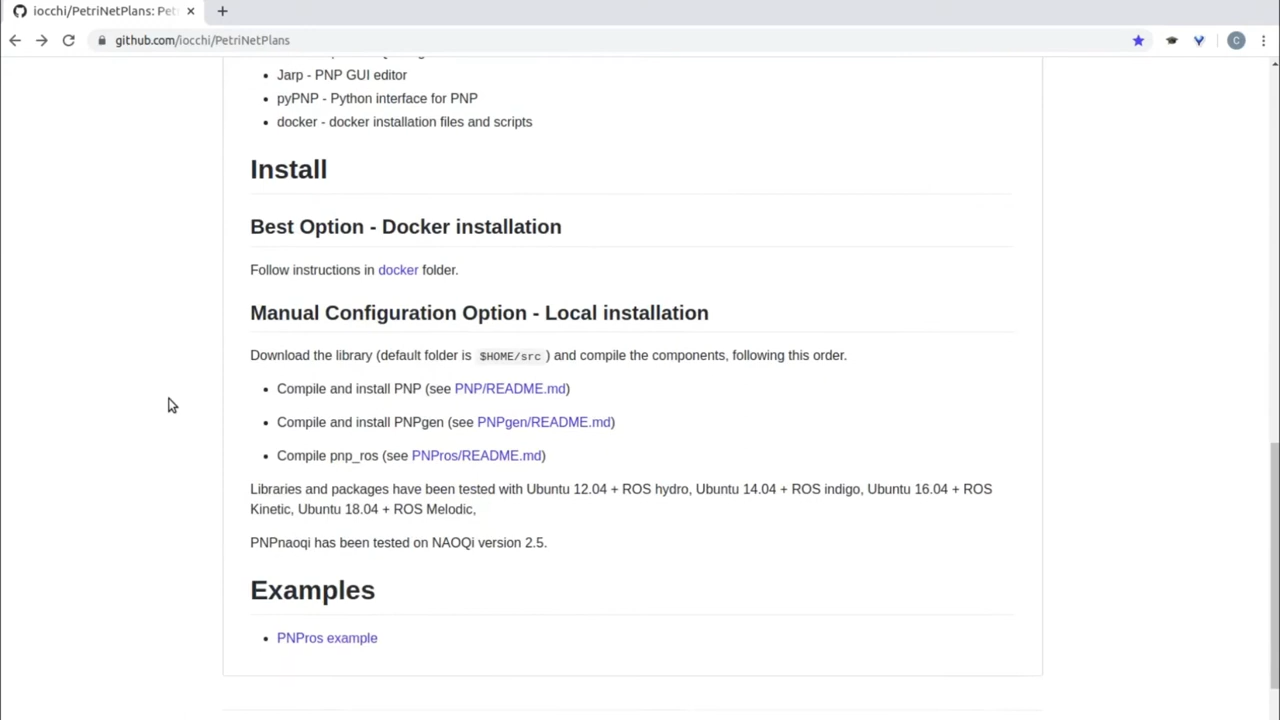 iocchi/PetriNetPlans: Pet
github.com/iocchi/PetriNetPlans
C
Jarp - PNP GUI editor
pyPNP - Python interface for PNP
docker - docker installation files and scripts
Install
Best Option - Docker installation
Follow instructions in docker folder.
Manual Configuration Option - Local installation
Download the library (default folder is $HOME/src ) and compile the components, following this order.
Compile and install PNP (see PNP/README.md)
Compile and install PNPgen (see PNPgen/README.md)
Compile pnp_ros (see PNPros/README.md)
Libraries and packages have been tested with Ubuntu 12.04 + ROS hydro, Ubuntu 14.04 + ROS indigo, Ubuntu 16.04 + ROS
Kinetic, Ubuntu 18.04 + ROS Melodic,
PNPnaoqi has been tested on NAOQi version 2.5.
Examples
PNPros example